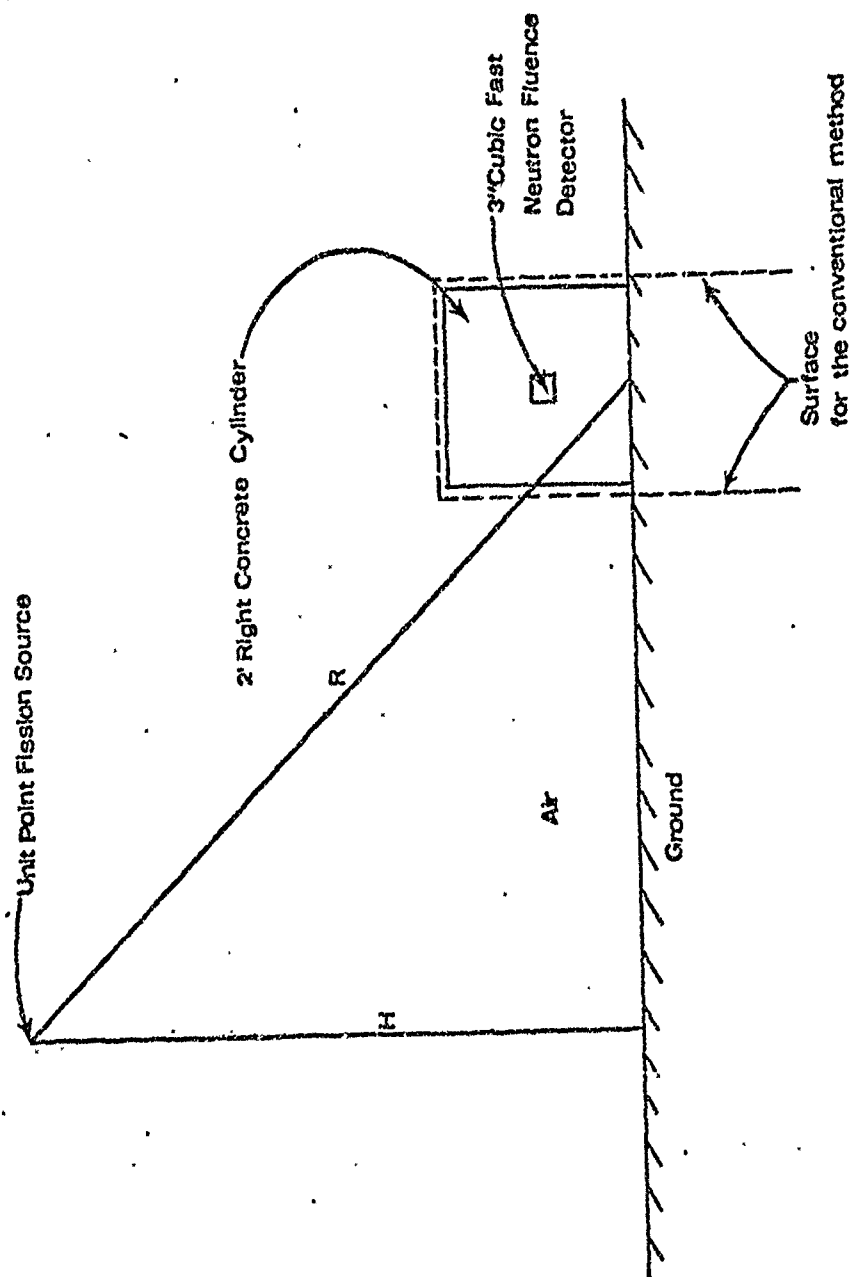 Unit Point Fission Source
2' Right Concrete Cylinder
3" Cubic Fast
Neutron Fluence
Detector
R
H
Air
Ground
Surface
for the conventional method